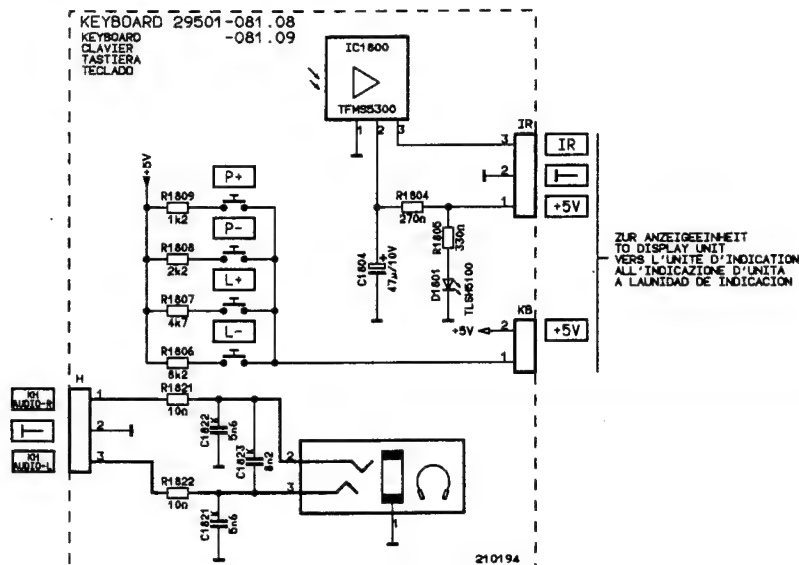 KEYBOARD 29501-081.08
KEYBOARD -081.09
CLAVIER
TASTIERA
TECLADO
IC1800
TFMS5300
1 2 3
IR
3 IR
2
1 +5V
+5V
P+
R1809
1k2
P-
R1808
2k2
L+
R1807
4k7
L-
R1806
8k2
R1804
270Ω
R1805
330Ω
C1804
47µ/10V
D1801
TLSH5100
ZUR ANZEIGEEINHEIT
TO DISPLAY UNIT
VERS L'UNITE D'INDICATION
ALL'INDICAZIONE D'UNITA
A LAUNIDAD DE INDICACION
KB
+5V 2 +5V
1
H
KH AUDIO-R
1
2
KH AUDIO-L
3
R1821
10Ω
C1822
5n6
C1823
8n2
R1822
10Ω
C1821
5n6
2
3
1
210194